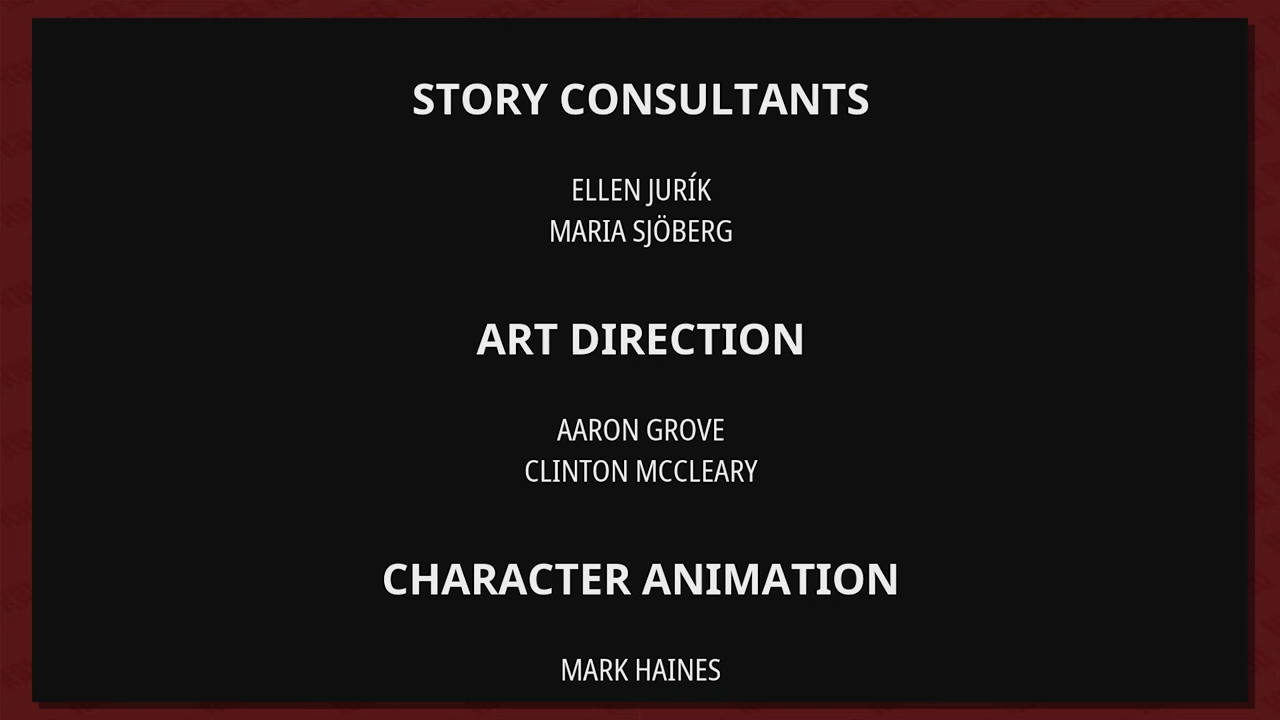 STORY CONSULTANTS
ELLEN JURÍK
MARIA SJÖBERG
ART DIRECTION
AARON GROVE
CLINTON MCCLEARY
CHARACTER ANIMATION
MARK HAINES